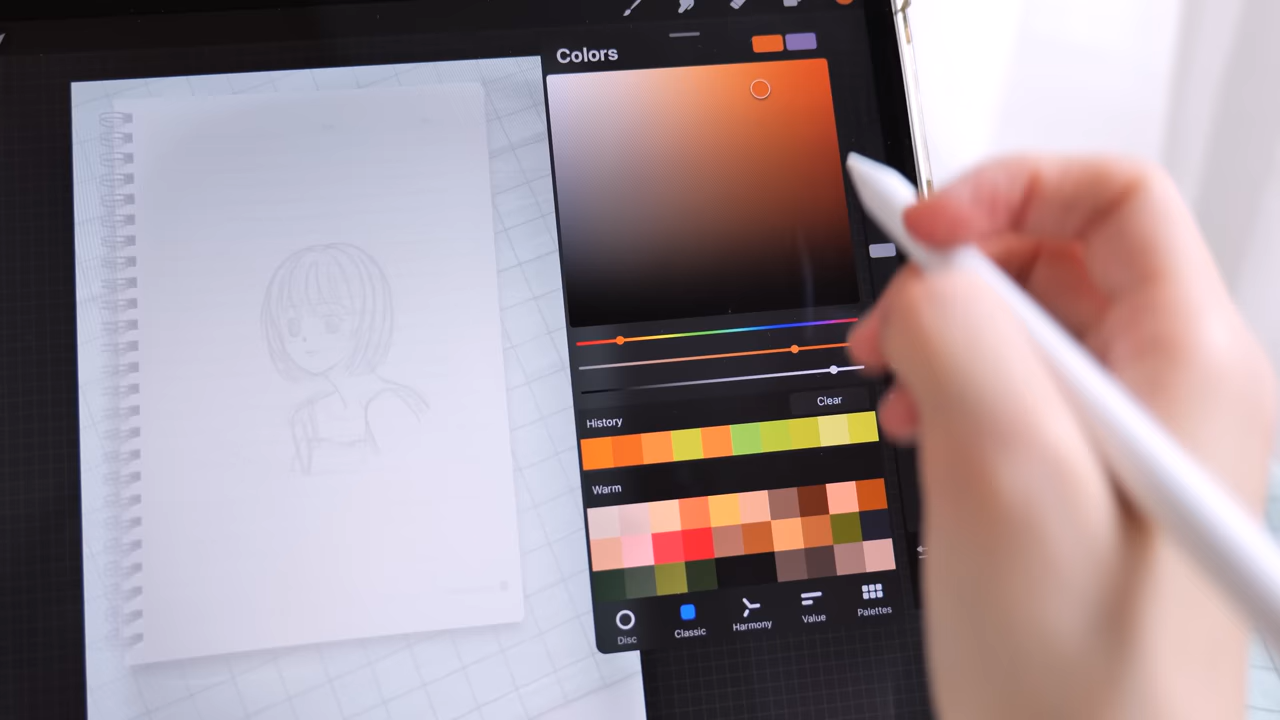 Colors
Clear
History
Warm
Disc
Classic
Harmony
Value
Palettes